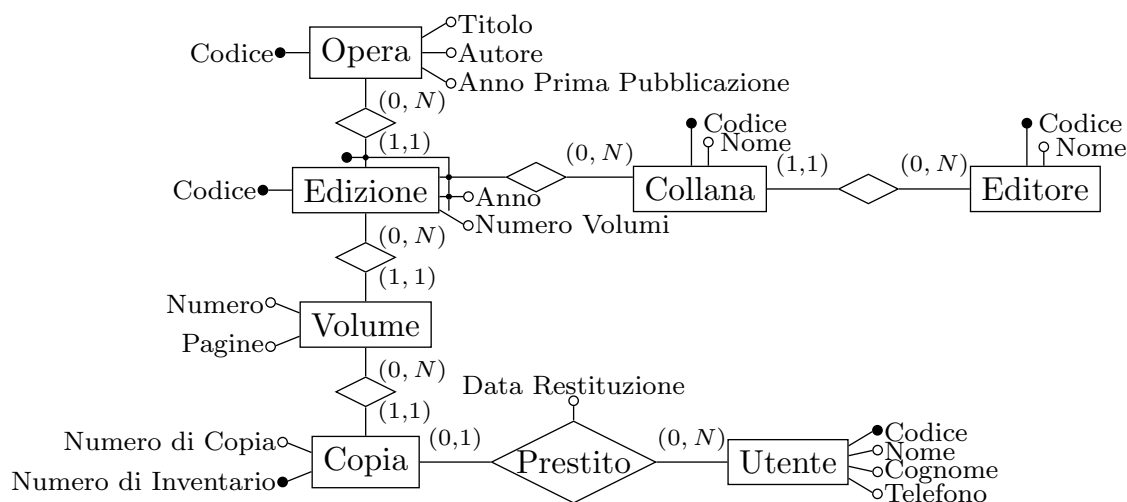 Titolo
Codice Opera Autore
Anno Prima Pubblicazione
(0, N)
(1,1)
Codice
Nome
Codice
Nome
(0, N)
(1,1)
(0, N)
Codice Edizione Anno Collana Editore
Numero Volumi
(0, N)
(1, 1)
Numero
Volume
Pagine
(0, N)
(1,1)
Data Restituzione
Numero di Copia
(0,1)
(0, N)
Codice
Nome
Copia Prestito Utente
Cognome
Numero di Inventario
Telefono